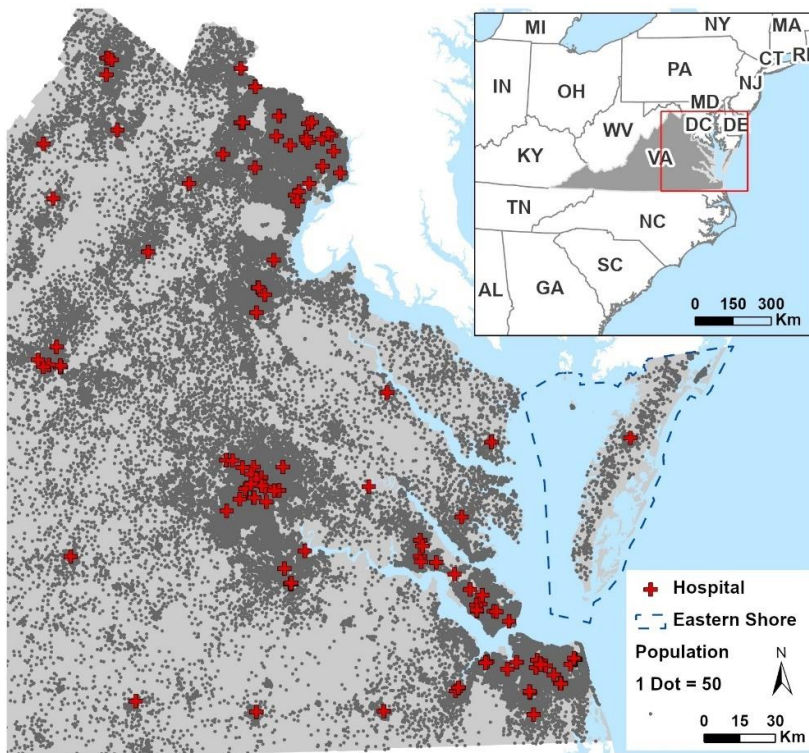 NY
MA
MI
CT
RI
PA
NJ
IN
OH
MD
DC
DE
WV
VA
KY
TN
NC
SC
AL
GA
0 150 300
Km
Hospital
Eastern Shore
Population
1 Dot = 50
N
0 15 30
Km